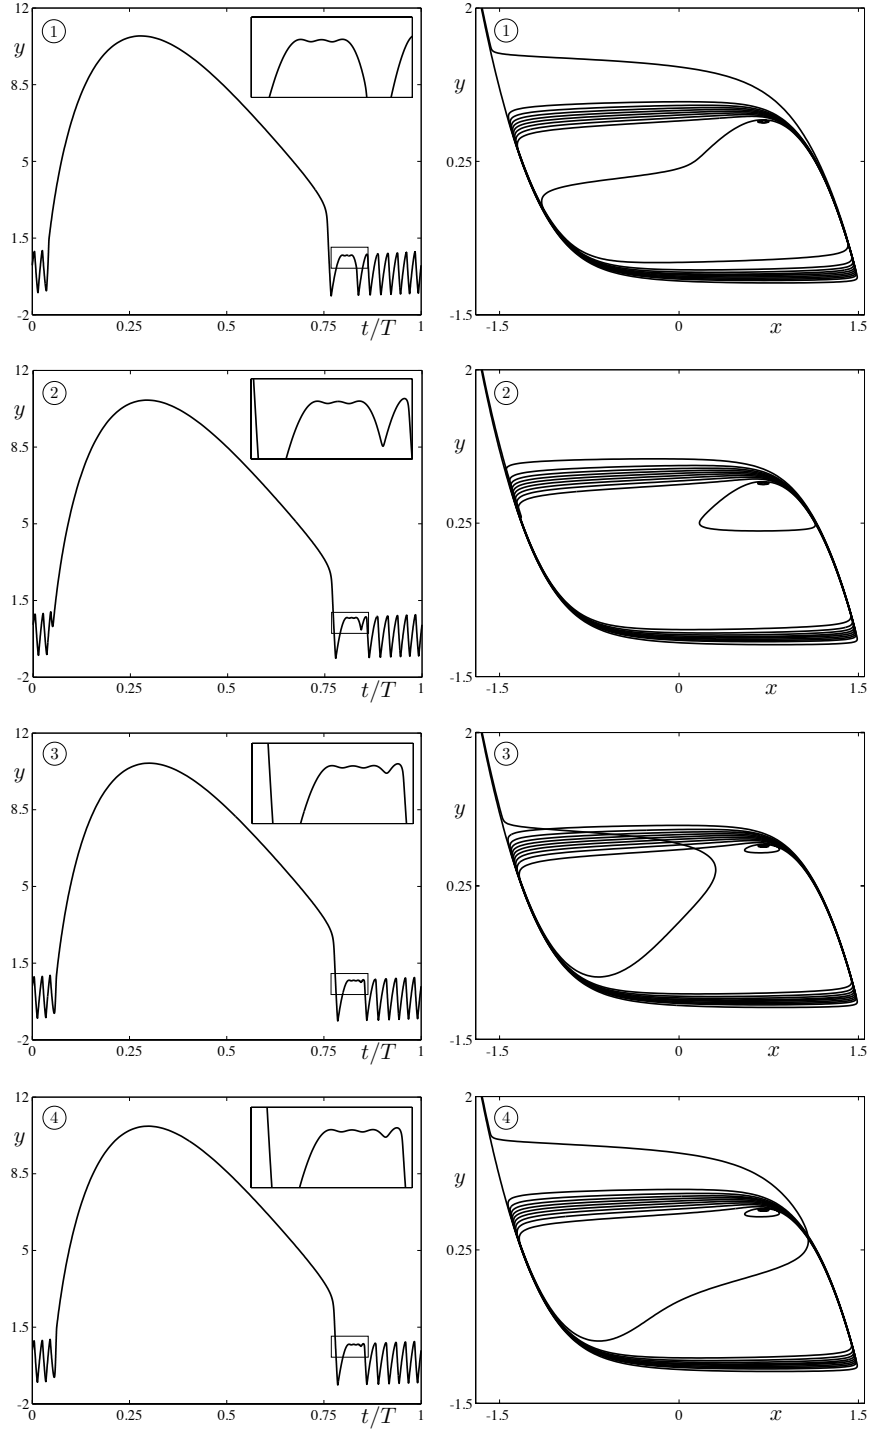 12 1 y 8.5 5 1.5 -2 0 0.25 0.5 0.75 t/T 1
2 1 y 0.25 -1.5 -1.5 0 x 1.5
12 2 y 8.5 5 1.5 -2 0 0.25 0.5 0.75 t/T 1
2 2 y 0.25 -1.5 -1.5 0 x 1.5
12 3 y 8.5 5 1.5 -2 0 0.25 0.5 0.75 t/T 1
2 3 y 0.25 -1.5 -1.5 0 x 1.5
12 4 y 8.5 5 1.5 -2 0 0.25 0.5 0.75 t/T 1
2 4 y 0.25 -1.5 -1.5 0 x 1.5